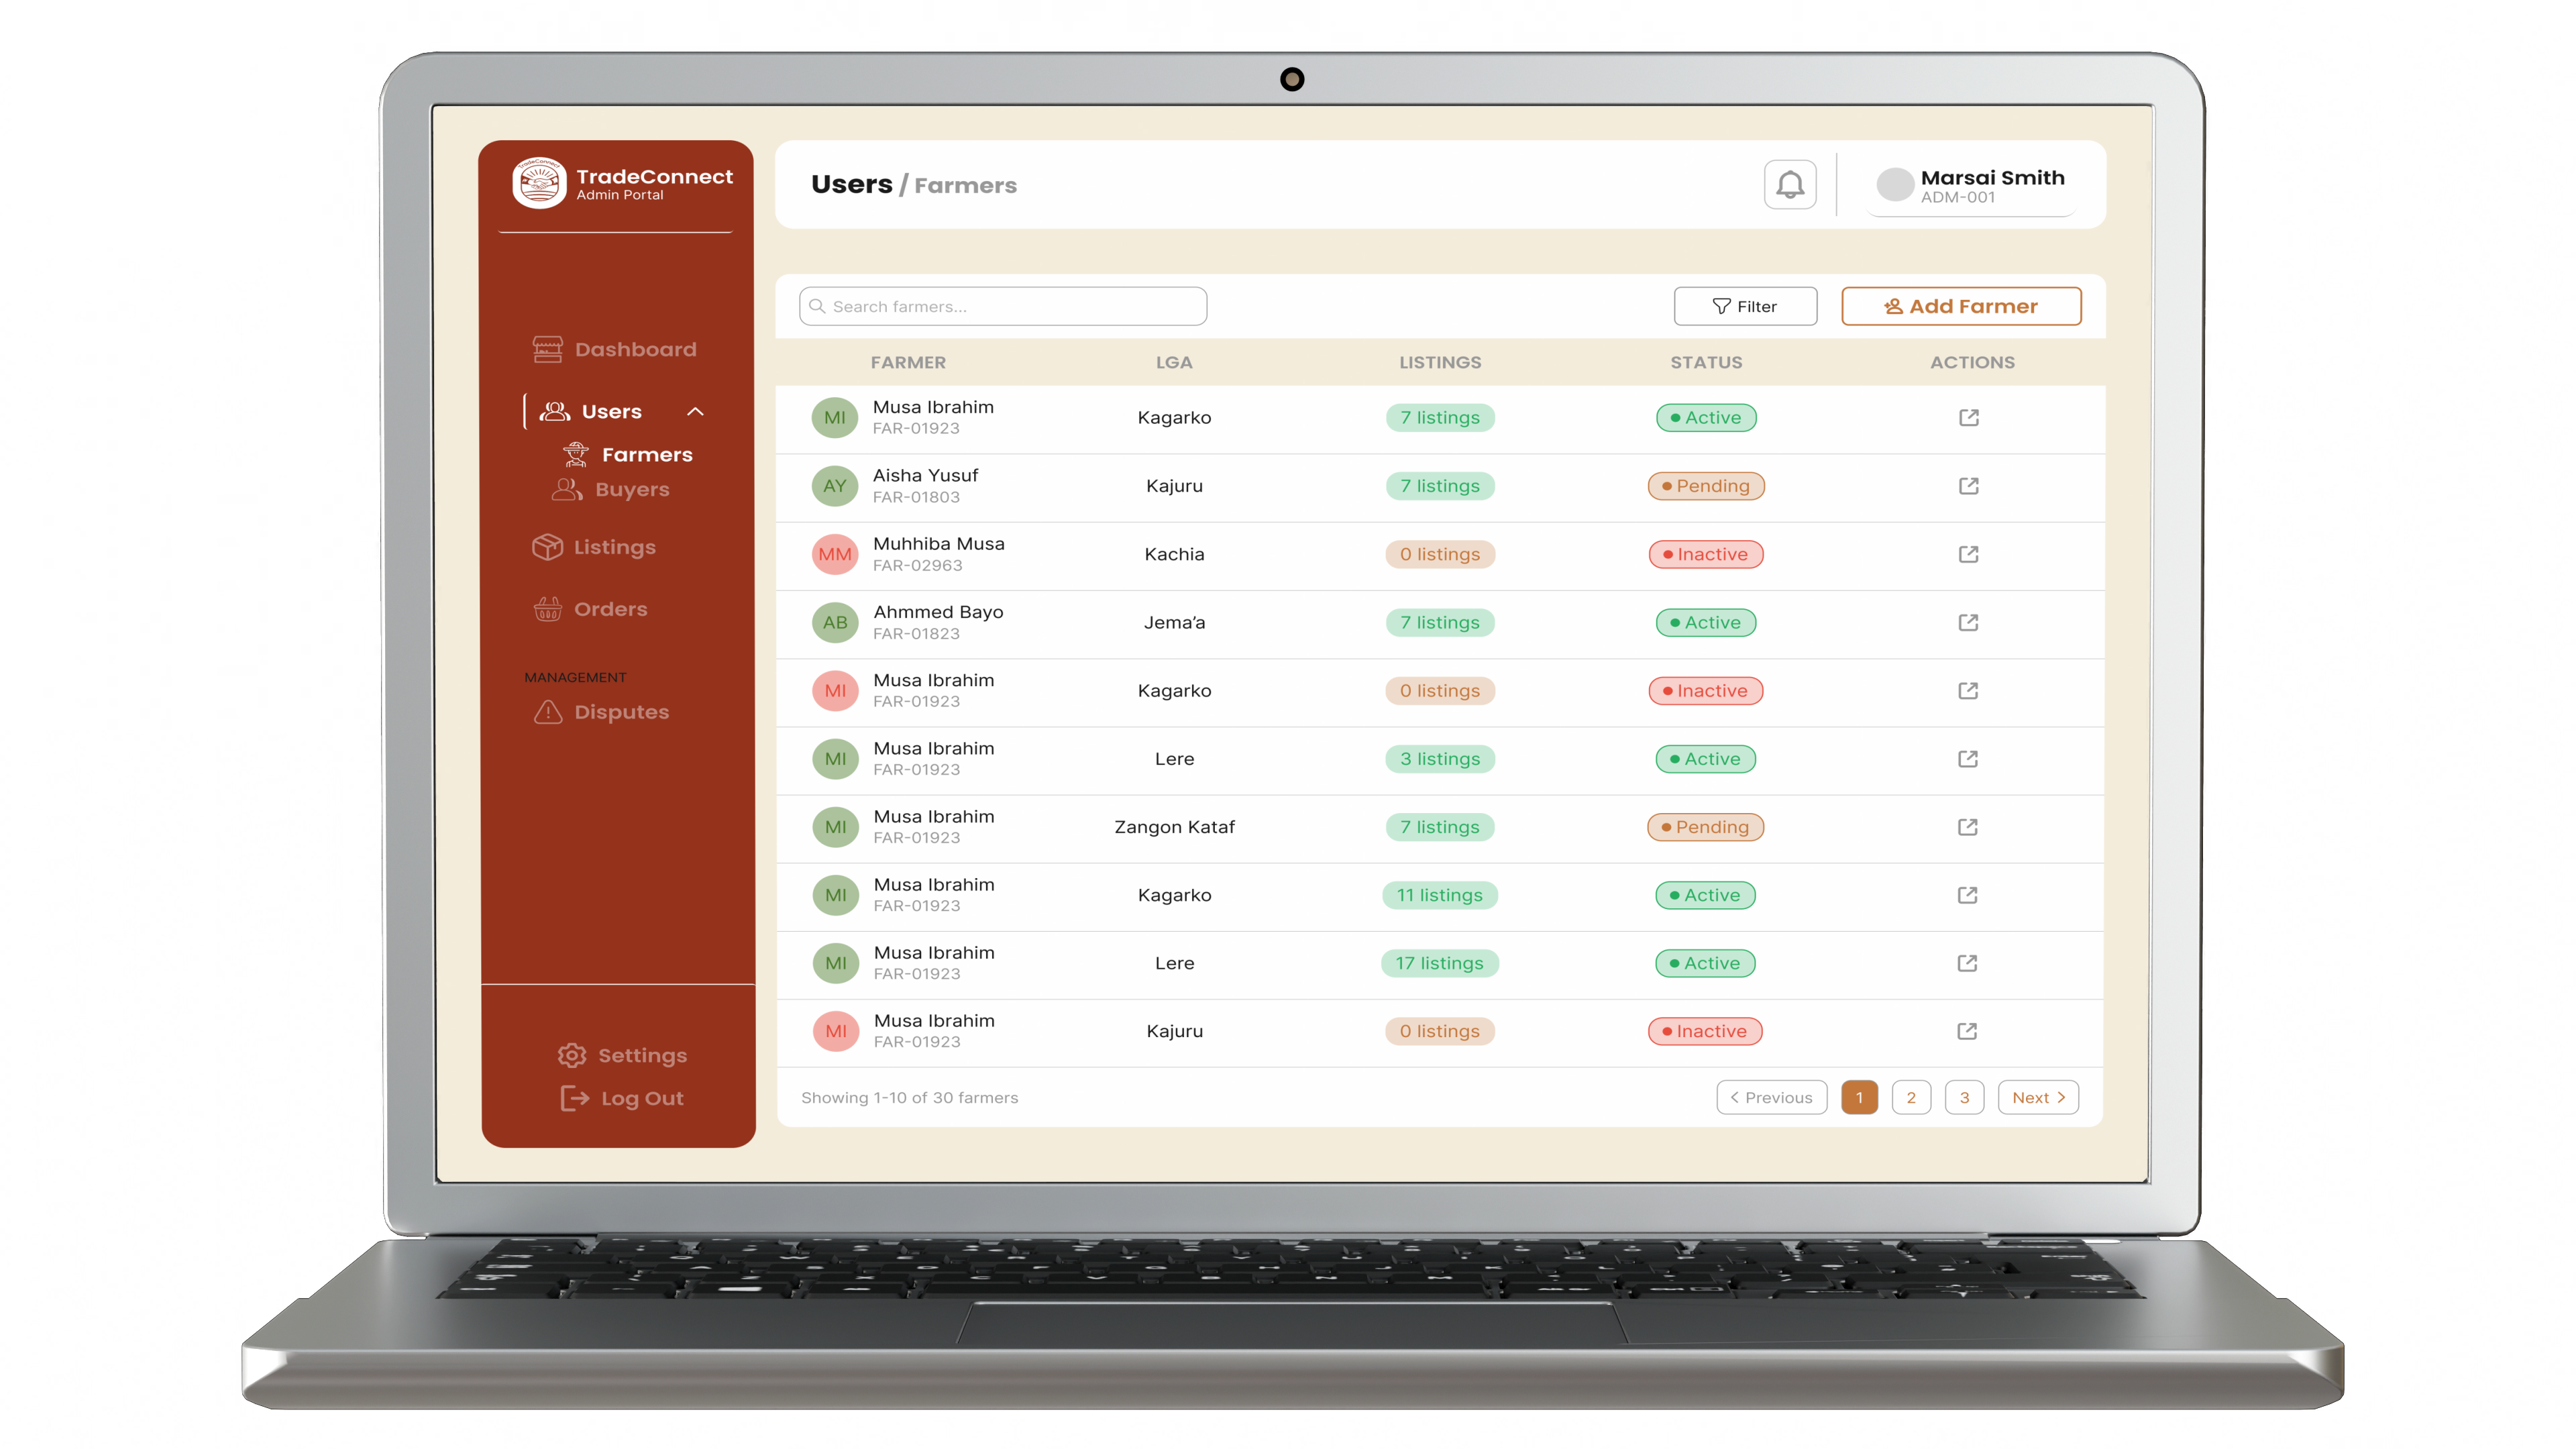 TradeConnect
TradeConnect
Admin Portal
Dashboard
Users
Farmers
Buyers
Listings
Orders
MANAGEMENT
Disputes
Settings
Log Out
Users / Farmers
Marsai Smith
ADM-001
Search farmers...
Filter
Add Farmer
FARMER LGA LISTINGS STATUS ACTIONS
MI Musa Ibrahim
FAR-01923
Kagarko 7 listings Active
AY Aisha Yusuf
FAR-01803
Kajuru 7 listings Pending
MM Muhhiba Musa
FAR-02963
Kachia 0 listings Inactive
AB Ahmmed Bayo
FAR-01823
Jema’a 7 listings Active
MI Musa Ibrahim
FAR-01923
Kagarko 0 listings Inactive
MI Musa Ibrahim
FAR-01923
Lere 3 listings Active
MI Musa Ibrahim
FAR-01923
Zangon Kataf 7 listings Pending
MI Musa Ibrahim
FAR-01923
Kagarko 11 listings Active
MI Musa Ibrahim
FAR-01923
Lere 17 listings Active
MI Musa Ibrahim
FAR-01923
Kajuru 0 listings Inactive
Showing 1-10 of 30 farmers
< Previous 1 2 3 Next >